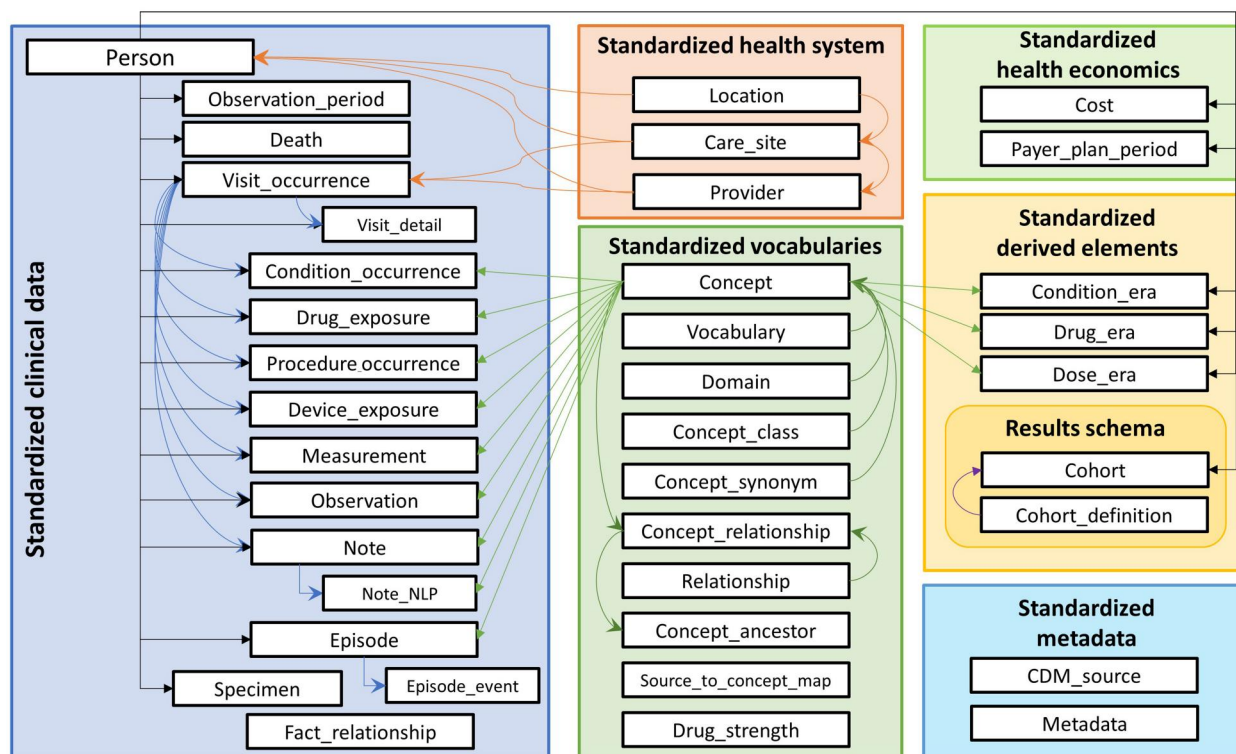 Standardized clinical data
Person
Observation_period
Death
Visit_occurrence
Visit_detail
Condition_occurrence
Drug_exposure
Procedure occurrence
Device_exposure
Measurement
Observation
Note
Note_NLP
Episode
Specimen
Episode_event
Fact_relationship
Standardized health system
Location
Care_site
Provider
Standardized vocabularies
Concept
Vocabulary
Domain
Concept_class
Concept_synonym
Concept_relationship
Relationship
Concept_ancestor
Source_to_concept_map
Drug_strength
Standardized
health economics
Cost
Payer_plan_period
Standardized
derived elements
Condition_era
Drug_era
Dose_era
Results schema
Cohort
Cohort_definition
Standardized
metadata
CDM_source
Metadata